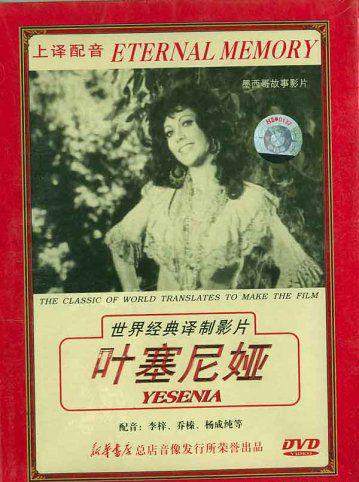 上译配音 ETERNAL MEMORY
墨西哥故事影片
THE CLASSIC OF WORLD TRANSLATES TO MAKE THE FILM
世界经典译制影片
叶塞尼娅
YESENIA
配音：李梓、乔榛、杨成纯等
新华书店总店音像发行所荣誉出品
DVD
VIDEO